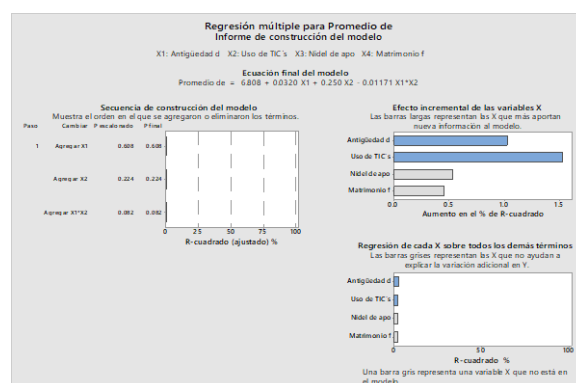 Regresión múltiple para Promedio de
Informe de construcción del modelo
X1: Antigüedad d X2: Uso de TIC´s X3: Nidel de apo X4: Matrimonio f
Ecuación final del modelo
Promedio de = 6.808 + 0.0320 X1 + 0.250 X2 - 0.01171 X1*X2
Secuencia de construcción del modelo
Muestra el orden en el que se agregaron o eliminaron los términos.
Paso Cambiar P escalonado P final
1 Agregar X1 0.608 0.608
Agregar X2 0.224 0.224
Agregar X1*X2 0.082 0.082
0 25 50 75 100
R-cuadrado (ajustado) %
Efecto incremental de las variables X
Las barras largas representan las X que más aportan
nueva información al modelo.
Antigüedad d
Uso de TIC´s
Nidel de apo
Matrimonio f
0.0 0.5 1.0 1.5
Aumento en el % de R-cuadrado
Regresión de cada X sobre todos los demás términos
Las barras grises representan las X que no ayudan a
explicar la variación adicional en Y.
Antigüedad d
Uso de TIC´s
Nidel de apo
Matrimonio f
0 50 100
R-cuadrado %
Una barra gris representa una variable X que no está en
el modelo.